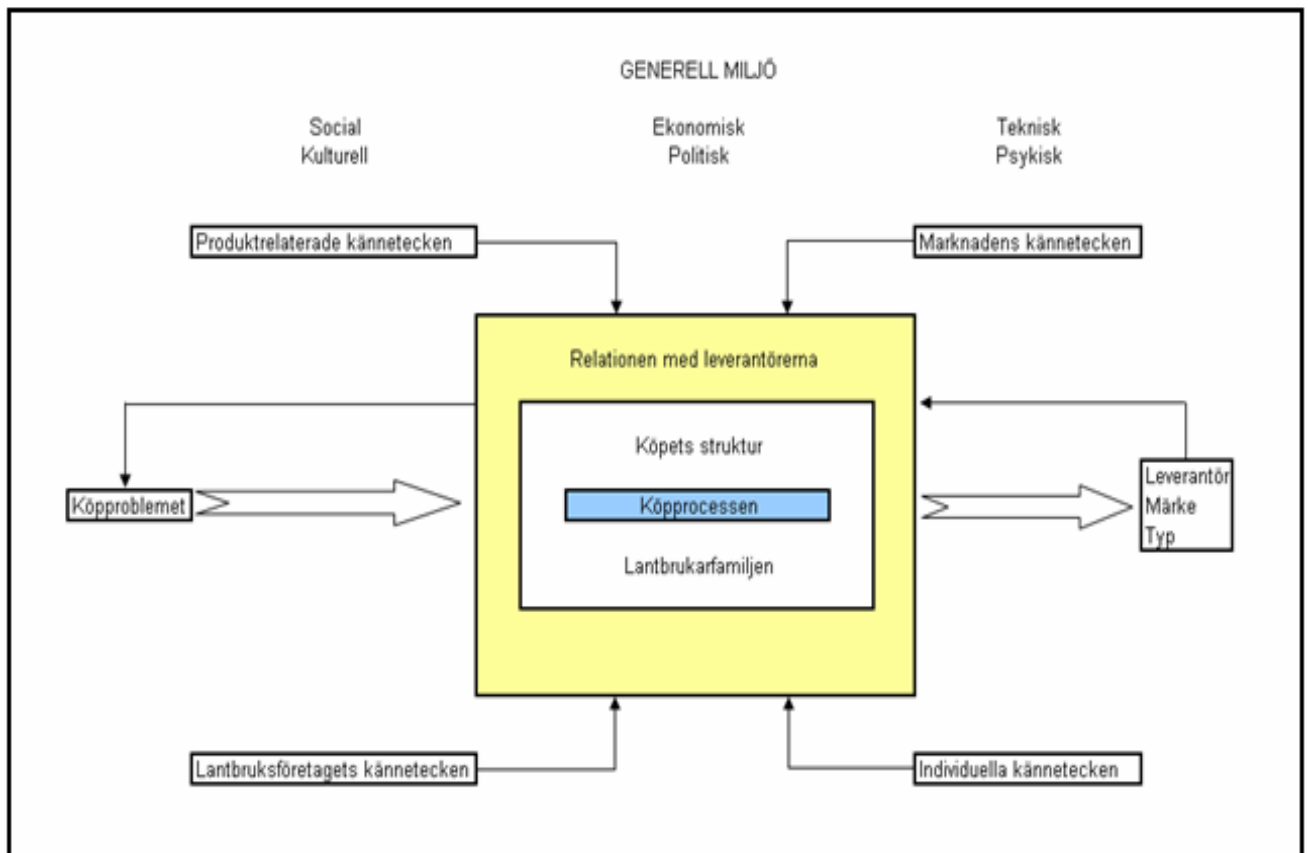 GENERELL MILJÖ
Social
Kulturell
Ekonomisk
Politisk
Teknisk
Psykisk
Produktrelaterade kännetecken
Marknadens kännetecken
Relationen med leverantörerna
Köpets struktur
Köpproblemet
Köpprocessen
Leverantör
Märke
Typ
Lantbrukarfamiljen
Lantbruksföretagets kännetecken
Individuella kännetecken